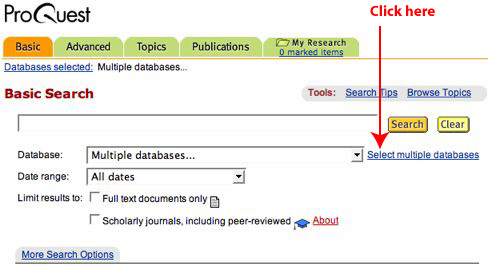 ProQuest
Click here
Basic Advanced Topics Publications My Research
0 marked items
Databases selected: Multiple databases...
Basic Search Tools: Search Tips Browse Topics
Search Clear
Database: Multiple databases... Select multiple databases
Date range: All dates
Limit results to: Full text documents only
Scholarly journals, including peer-reviewed About
More Search Options